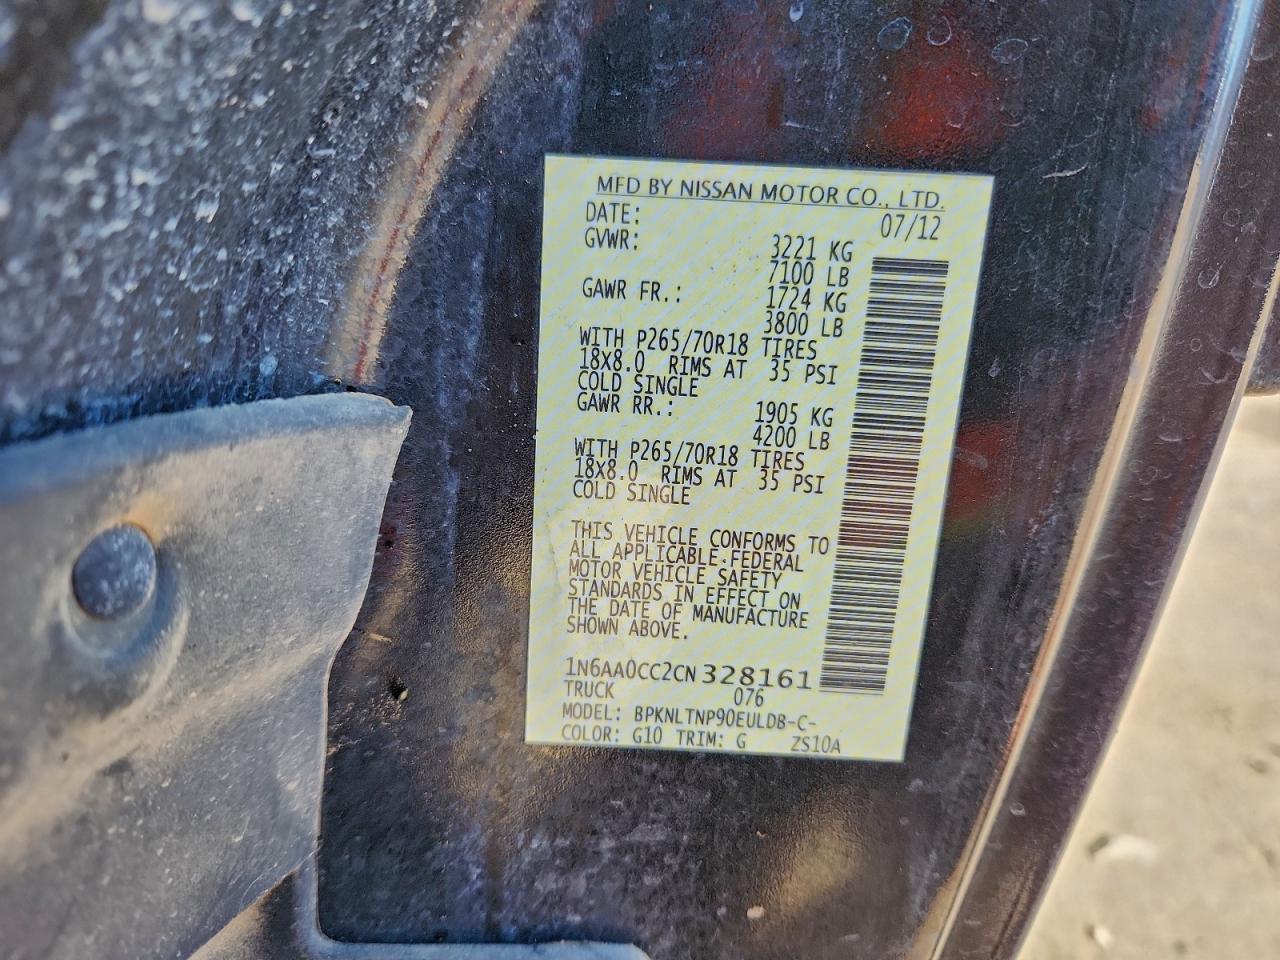 MFD BY NISSAN MOTOR CO., LTD.
DATE: 07/12
GVWR: 3221 KG
7100 LB
GAWR FR.: 1724 KG
3800 LB
WITH P265/70R18 TIRES
18X8.0 RIMS AT 35 PSI
COLD SINGLE
GAWR RR.: 1905 KG
4200 LB
WITH P265/70R18 TIRES
18X8.0 RIMS AT 35 PSI
COLD SINGLE
THIS VEHICLE CONFORMS TO
ALL APPLICABLE FEDERAL
MOTOR VEHICLE SAFETY
STANDARDS IN EFFECT ON
THE DATE OF MANUFACTURE
SHOWN ABOVE.
1N6AA0CC2CN328161
TRUCK 076
MODEL: BPKNLTNP90EULDB-C-
COLOR: G10 TRIM: G ZS10A